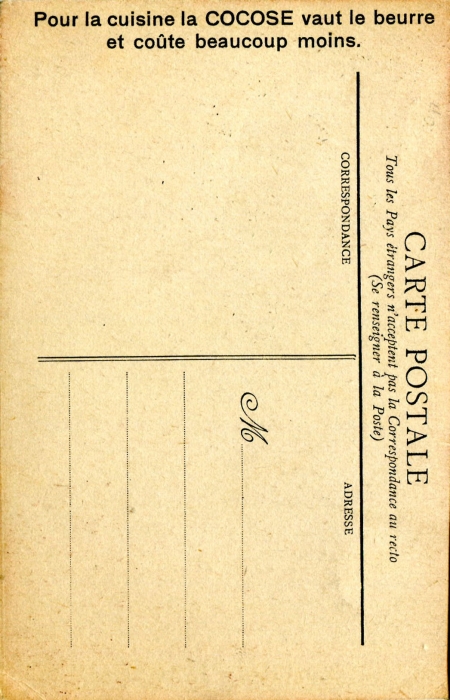 Pour la cuisine la COCOSE vaut le beurre
et coûte beaucoup moins.
CARTE POSTALE
Tous les Pays étrangers n'acceptent pas la Correspondance au recto
(Se renseigner à la Poste)
CORRESPONDANCE
ADRESSE
M